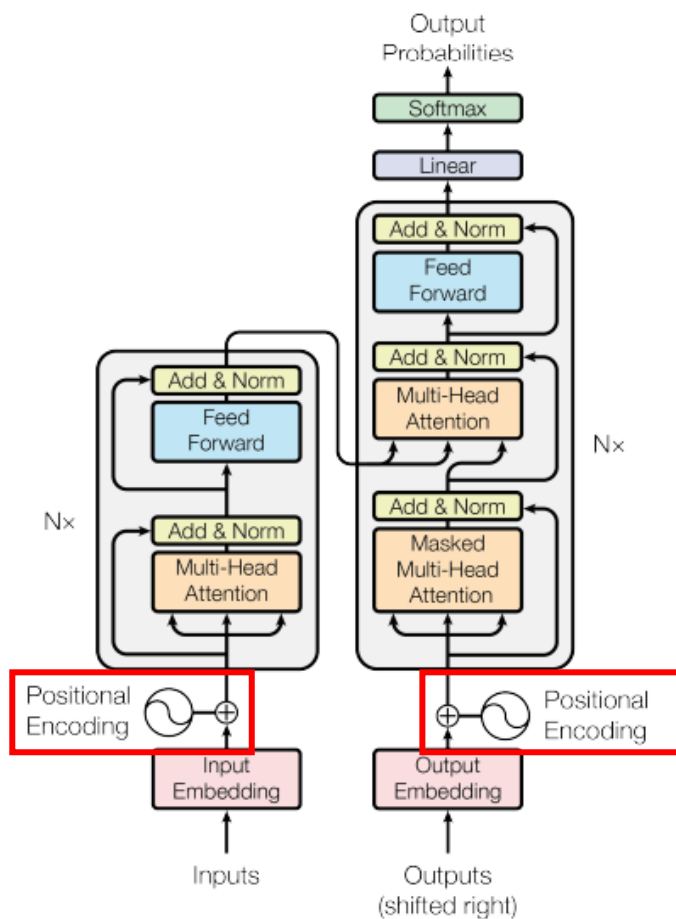 Output
Probabilities
Softmax
Linear
Add & Norm
Feed
Forward
Add & Norm
Multi-Head
Attention
Nx
Add & Norm
Masked
Multi-Head
Attention
Add & Norm
Feed
Forward
Nx
Add & Norm
Multi-Head
Attention
Positional
Encoding
Positional
Encoding
Input
Embedding
Output
Embedding
Inputs
Outputs
(shifted right)